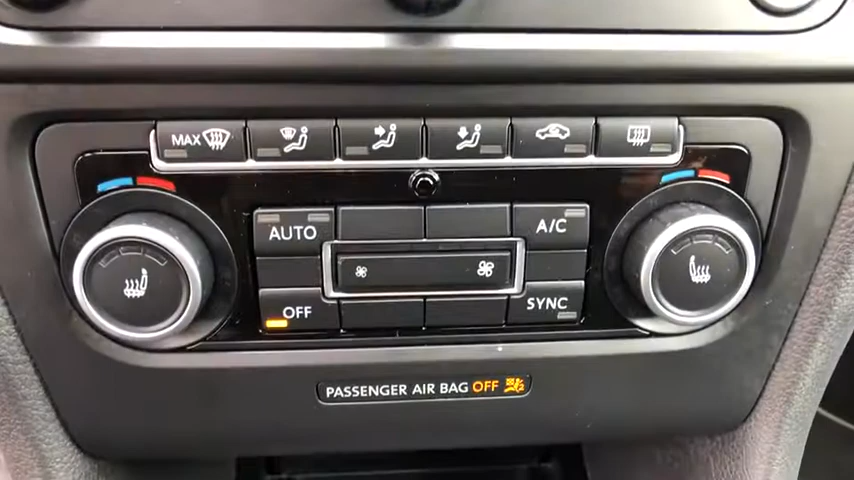 MAX
AUTO
A/C
OFF
SYNC
PASSENGER AIR BAG OFF